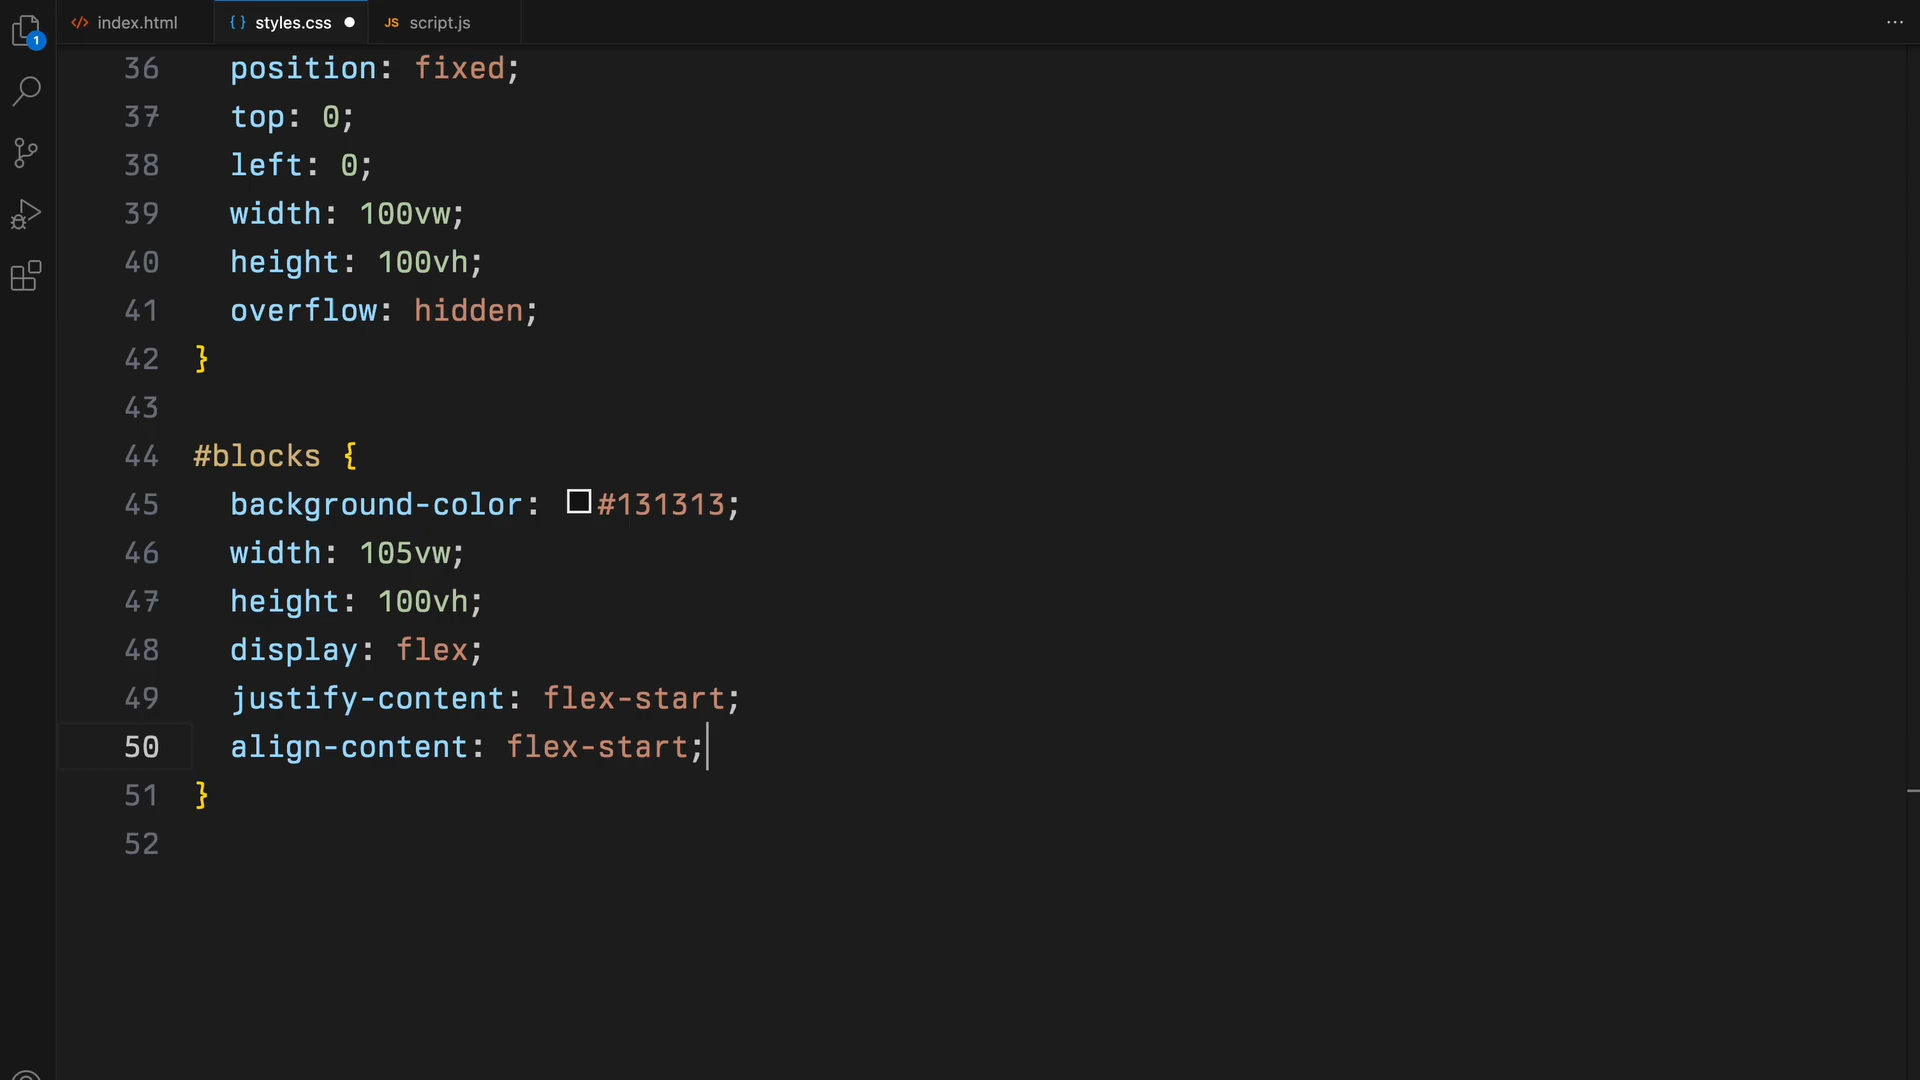 index.html
styles.css
JS script.js
1
36 position: fixed;
37 top: 0;
38 left: 0;
39 width: 100vw;
40 height: 100vh;
41 overflow: hidden;
42 }
43
44 #blocks {
45 background-color: #131313;
46 width: 105vw;
47 height: 100vh;
48 display: flex;
49 justify-content: flex-start;
50 align-content: flex-start;
51 }
52